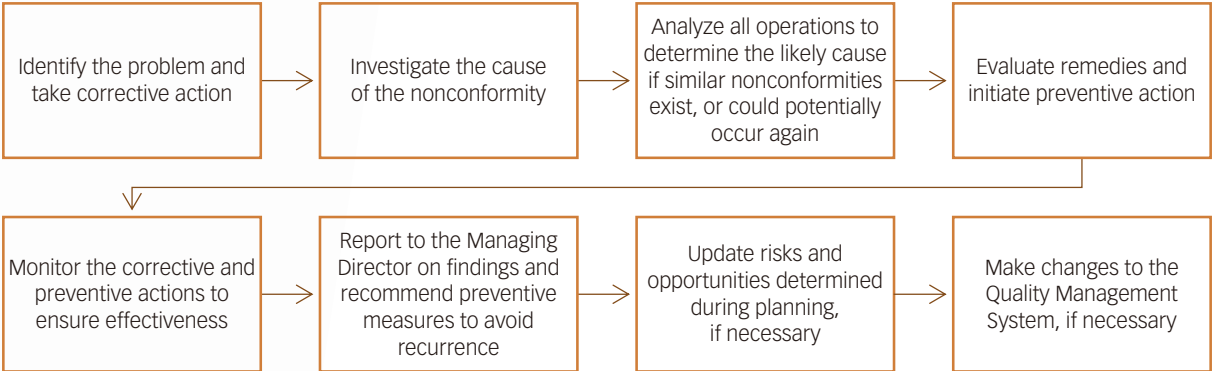 Identify the problem and
take corrective action
Investigate the cause
of the nonconformity
Analyze all operations to
determine the likely cause
if similar nonconformities
exist, or could potentially
occur again
Evaluate remedies and
initiate preventive action
Monitor the corrective and
preventive actions to
ensure effectiveness
Report to the Managing
Director on findings and
recommend preventive
measures to avoid
recurrence
Update risks and
opportunities determined
during planning,
if necessary
Make changes to the
Quality Management
System, if necessary